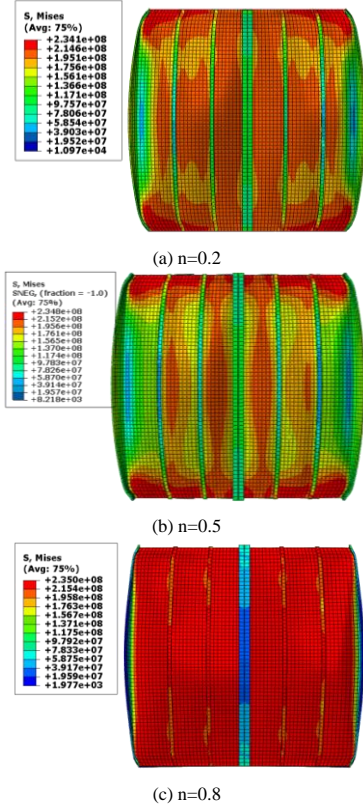 S, Mises
(Avg: 75%)
+2.341e+08
+2.146e+08
+1.951e+08
+1.756e+08
+1.561e+08
+1.366e+08
+1.171e+08
+9.757e+07
+7.806e+07
+5.854e+07
+3.903e+07
+1.952e+07
+1.097e+04
(a) n=0.2
S, Mises
SNEG, (fraction = -1.0)
(Avg: 75%)
+2.348e+08
+2.152e+08
+1.956e+08
+1.761e+08
+1.565e+08
+1.370e+08
+1.174e+08
+9.783e+07
+7.826e+07
+5.870e+07
+3.914e+07
+1.957e+07
+8.218e+03
(b) n=0.5
S, Mises
(Avg: 75%)
+2.350e+08
+2.154e+08
+1.958e+08
+1.763e+08
+1.567e+08
+1.371e+08
+1.175e+08
+9.792e+07
+7.833e+07
+5.875e+07
+3.917e+07
+1.959e+07
+1.977e+03
(c) n=0.8